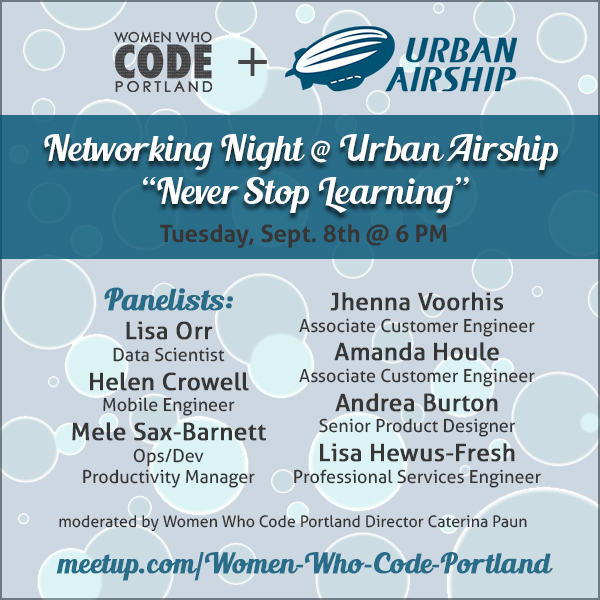 WOMEN WHO
CODE
PORTLAND
+
URBAN
AIRSHIP
Networking Night @ Urban Airship
“Never Stop Learning”
Tuesday, Sept. 8th @ 6 PM
Panelists:
Lisa Orr
Data Scientist
Helen Crowell
Mobile Engineer
Mele Sax-Barnett
Ops/Dev
Productivity Manager
Jhenna Voorhis
Associate Customer Engineer
Amanda Houle
Associate Customer Engineer
Andrea Burton
Senior Product Designer
Lisa Hewus-Fresh
Professional Services Engineer
moderated by Women Who Code Portland Director Caterina Paun
meetup.com/Women-Who-Code-Portland